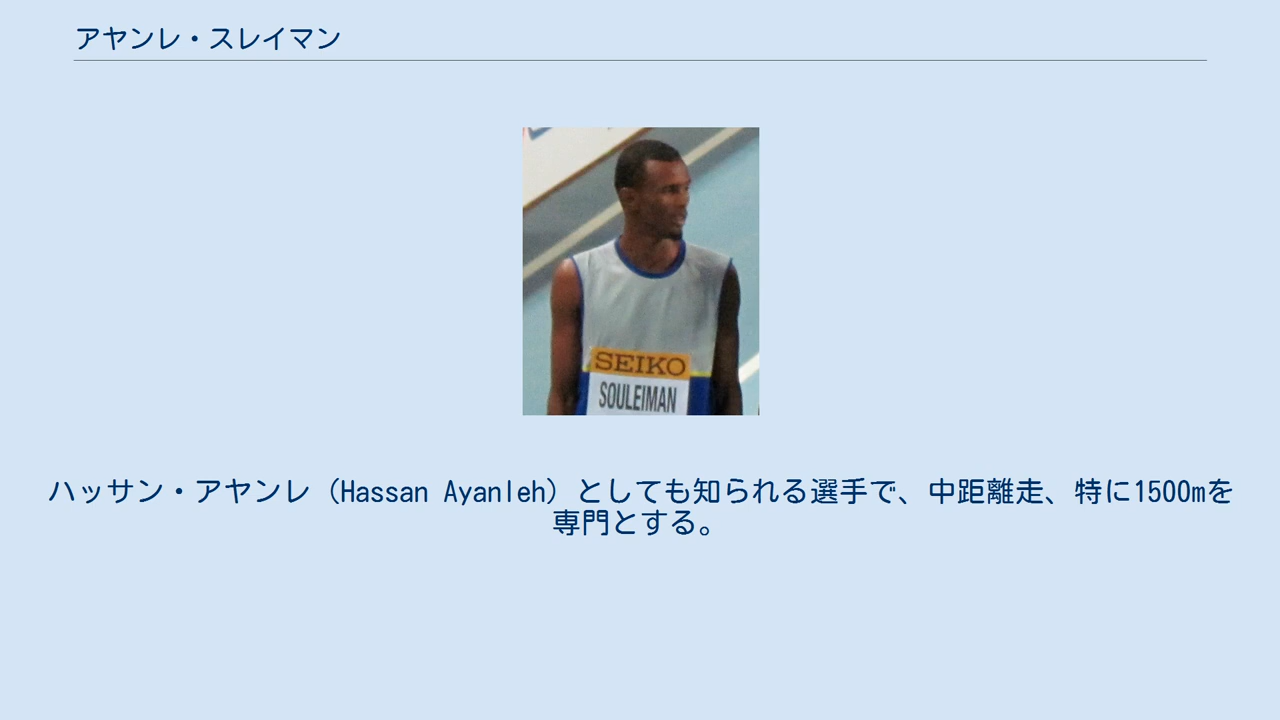 アヤンレ・スレイマン
SEIKO
SOULEIMAN
ハッサン・アヤンレ（Hassan Ayanleh）としても知られる選手で、中距離走、特に1500mを
専門とする。